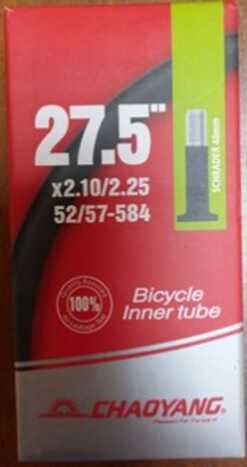 27.5"
x2.10/2.25
52/57-584
SCHRADER 48mm
100%
Bicycle
Inner tube
CHAOYANG®